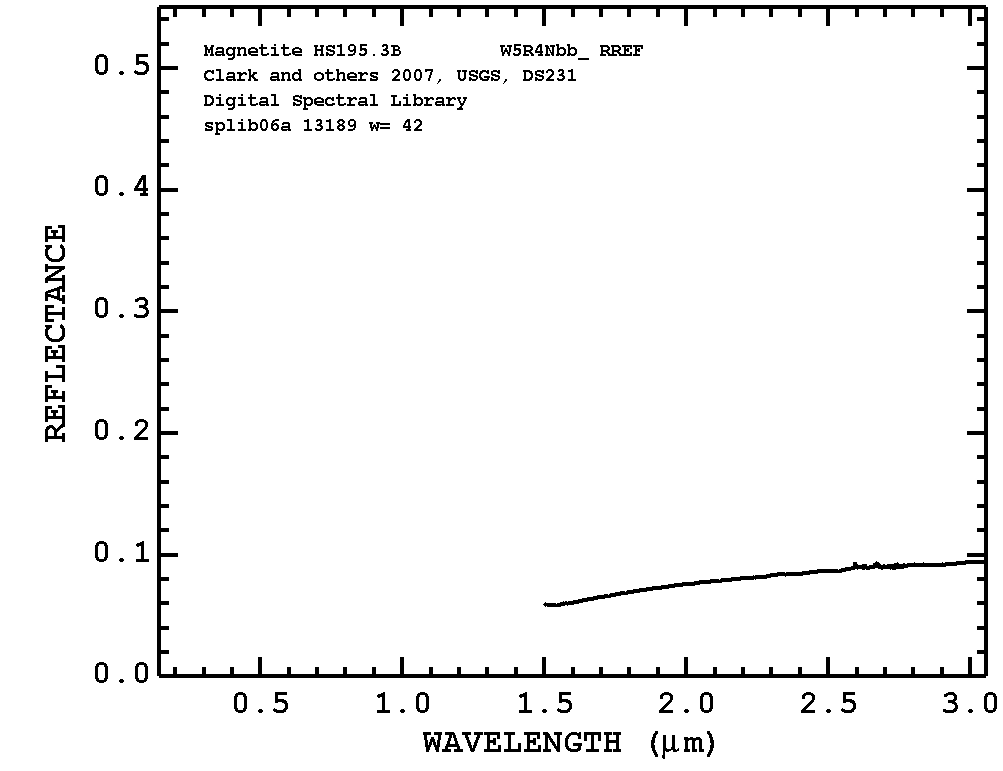 Magnetite HS195.3B W5R4Nbb_ RREF
Clark and others 2007, USGS, DS231
Digital Spectral Library
splib06a 13189 w= 42
0.5
0.4
0.3
0.2
0.1
0.0
REFLECTANCE
0.5 1.0 1.5 2.0 2.5 3.0
WAVELENGTH (μm)